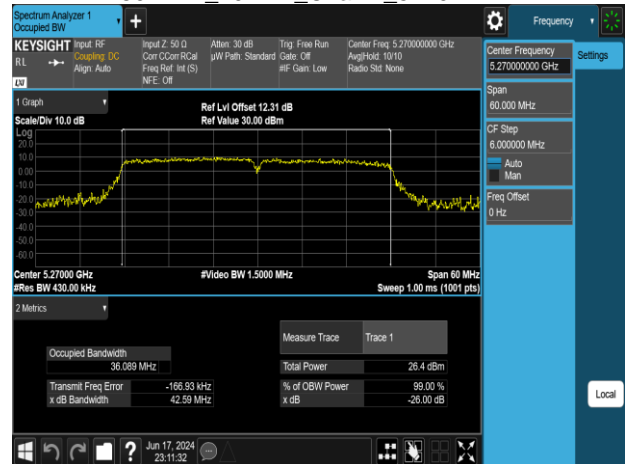 Spectrum Analyzer 1
Occupied BW
Frequency
KEYSIGHT
RL
Input: RF
Coupling: DC
Align: Auto
Input Z: 50 Ω
Corr CCorr RCal
Freq Ref: Int (S)
NFE: Off
Atten: 30 dB
µW Path: Standard
Trig: Free Run
Gate: Off
#IF Gain: Low
Center Freq: 5.270000000 GHz
Avg|Hold: 10/10
Radio Std: None
LXI
Center Frequency
5.270000000 GHz
Settings
Span
60.000 MHz
CF Step
6.000000 MHz
Auto
Man
Freq Offset
0 Hz
Local
1 Graph
Scale/Div 10.0 dB
Ref Lvl Offset 12.31 dB
Ref Value 30.00 dBm
Log
20.0
10.0
0.00
-10.0
-20.0
-30.0
-40.0
-50.0
-60.0
Center 5.27000 GHz
#Video BW 1.5000 MHz
Span 60 MHz
#Res BW 430.00 kHz
Sweep 1.00 ms (1001 pts)
2 Metrics
Measure Trace
Trace 1
Occupied Bandwidth
36.089 MHz
Total Power
26.4 dBm
Transmit Freq Error
-166.93 kHz
% of OBW Power
99.00 %
x dB Bandwidth
42.59 MHz
x dB
-26.00 dB
?
Jun 17, 2024
23:11:32